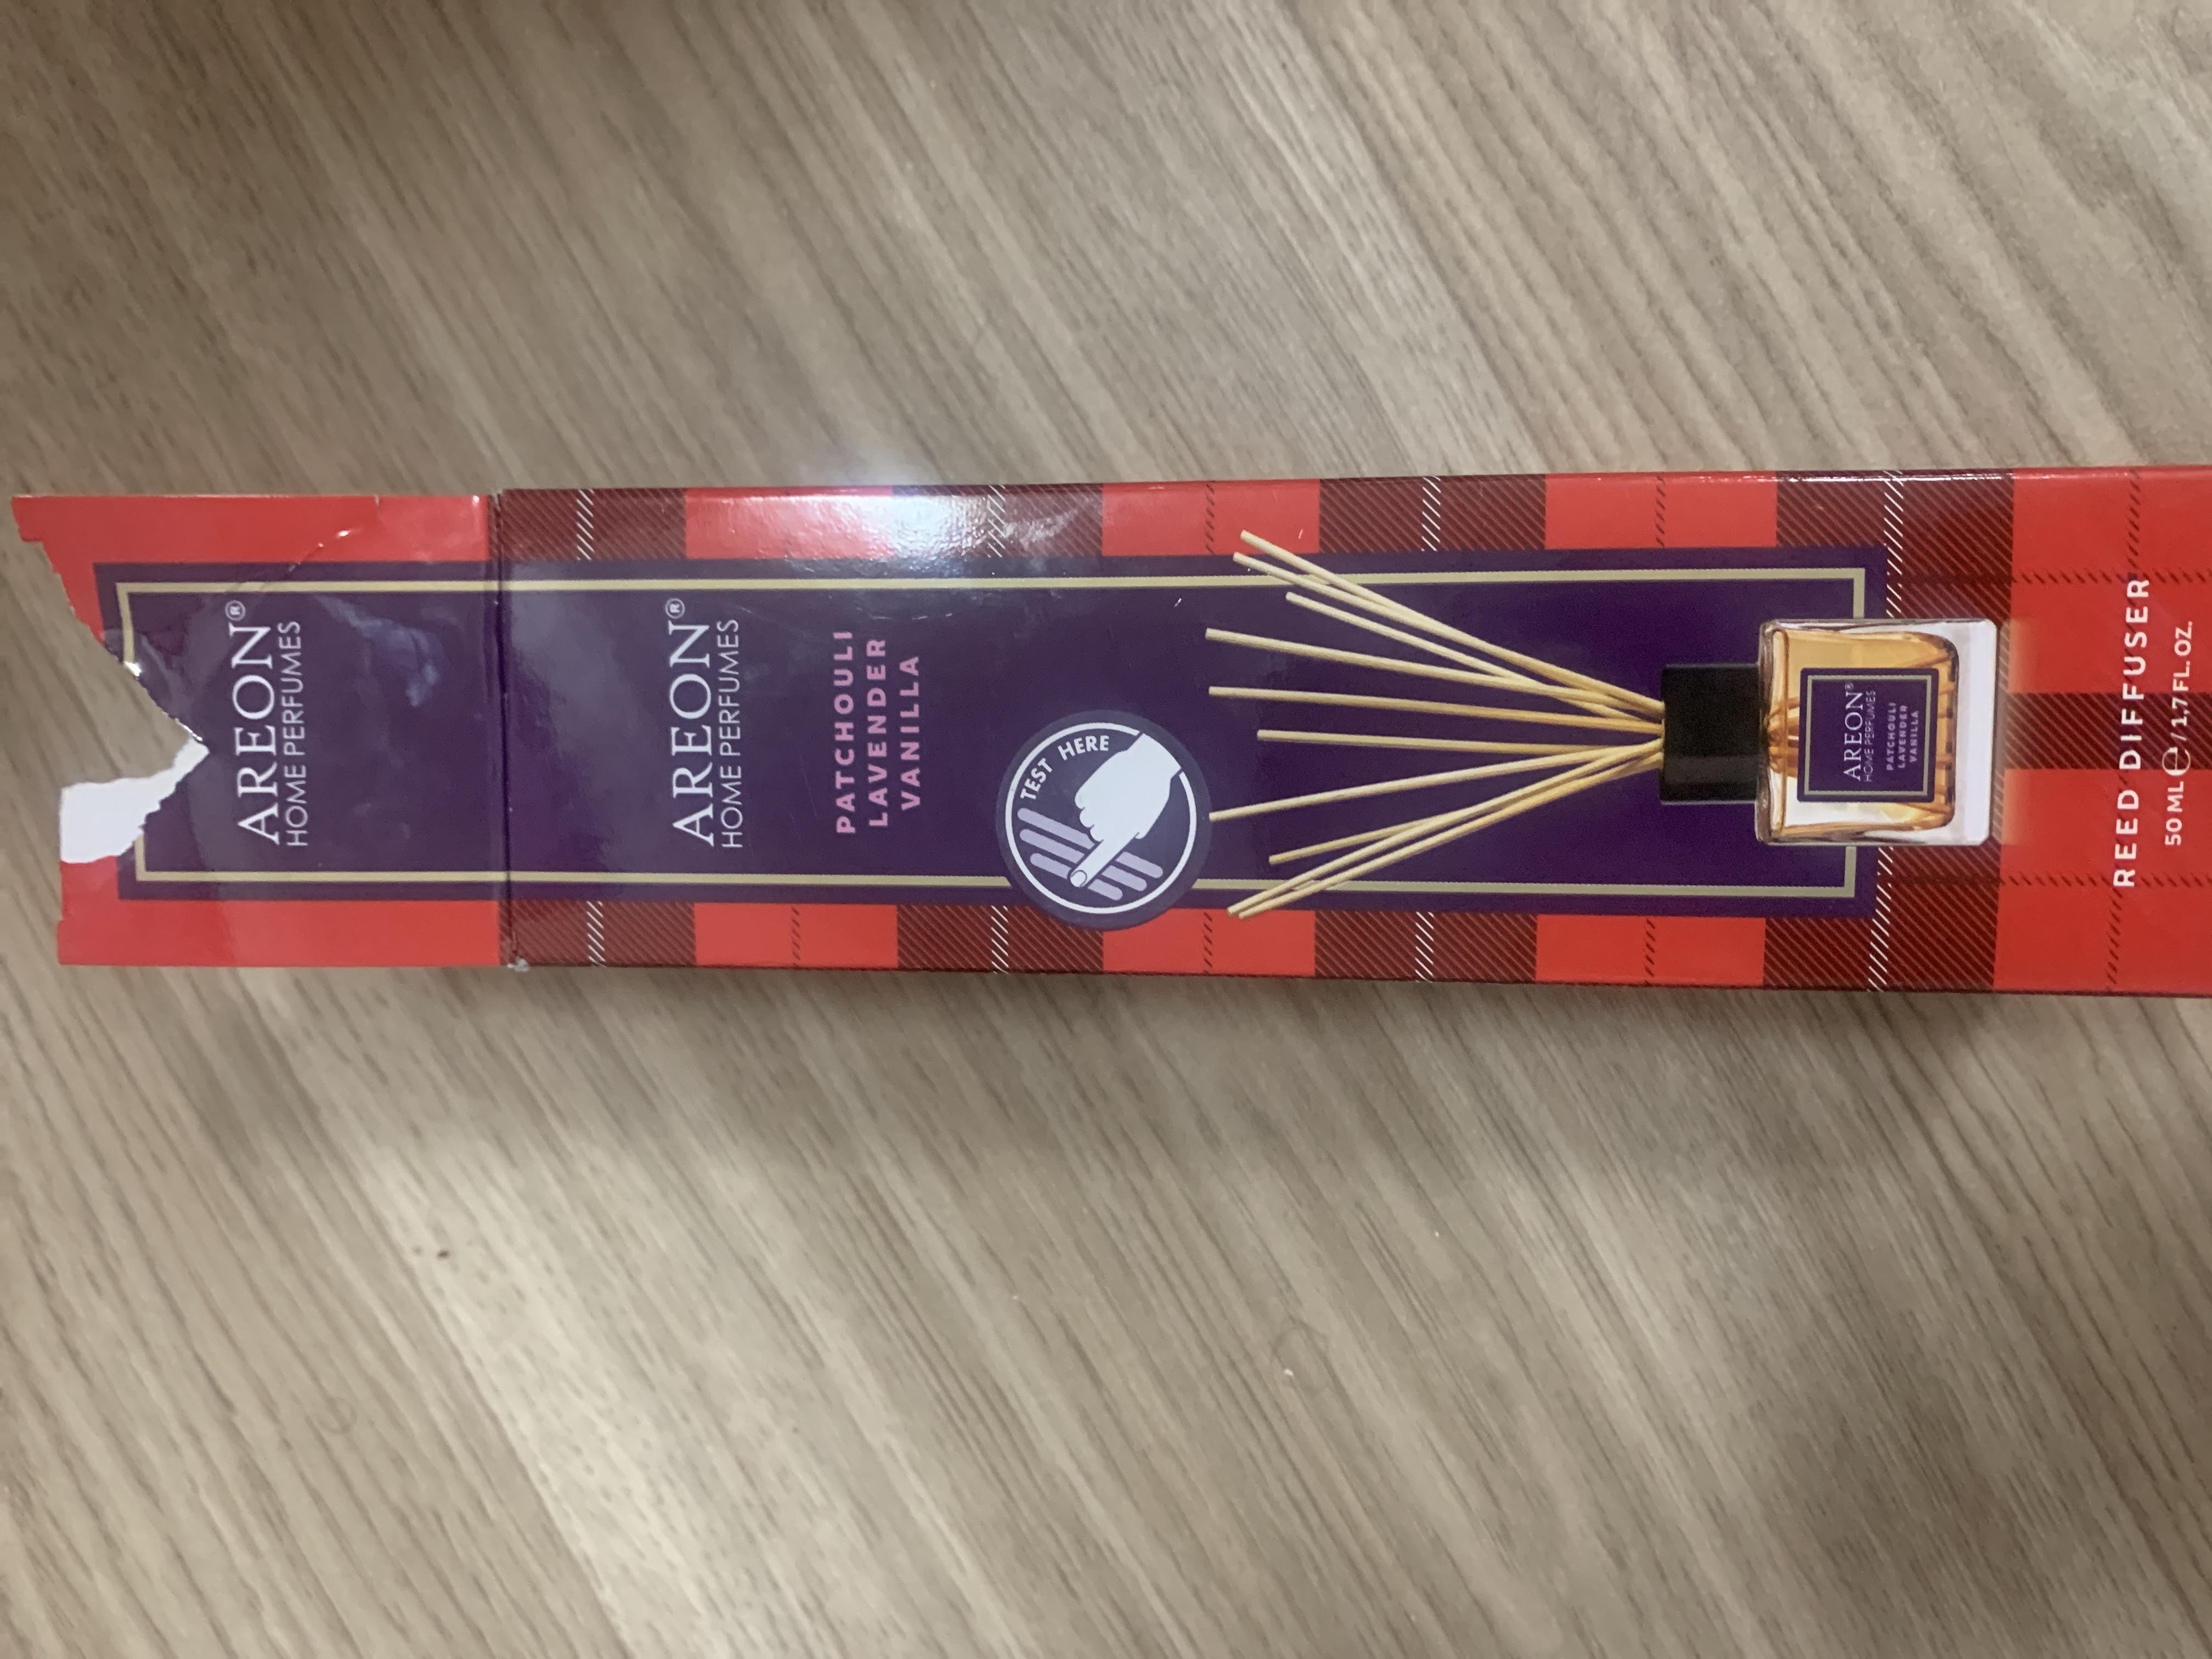 AREON®
HOME PERFUMES
AREON®
HOME PERFUMES
PATCHOULI
LAVENDER
VANILLA
TEST HERE
AREON®
HOME PERFUMES
PATCHOULI
LAVENDER
VANILLA
REED DIFFUSER
50 ML ℮ / 1,7 FL. OZ.